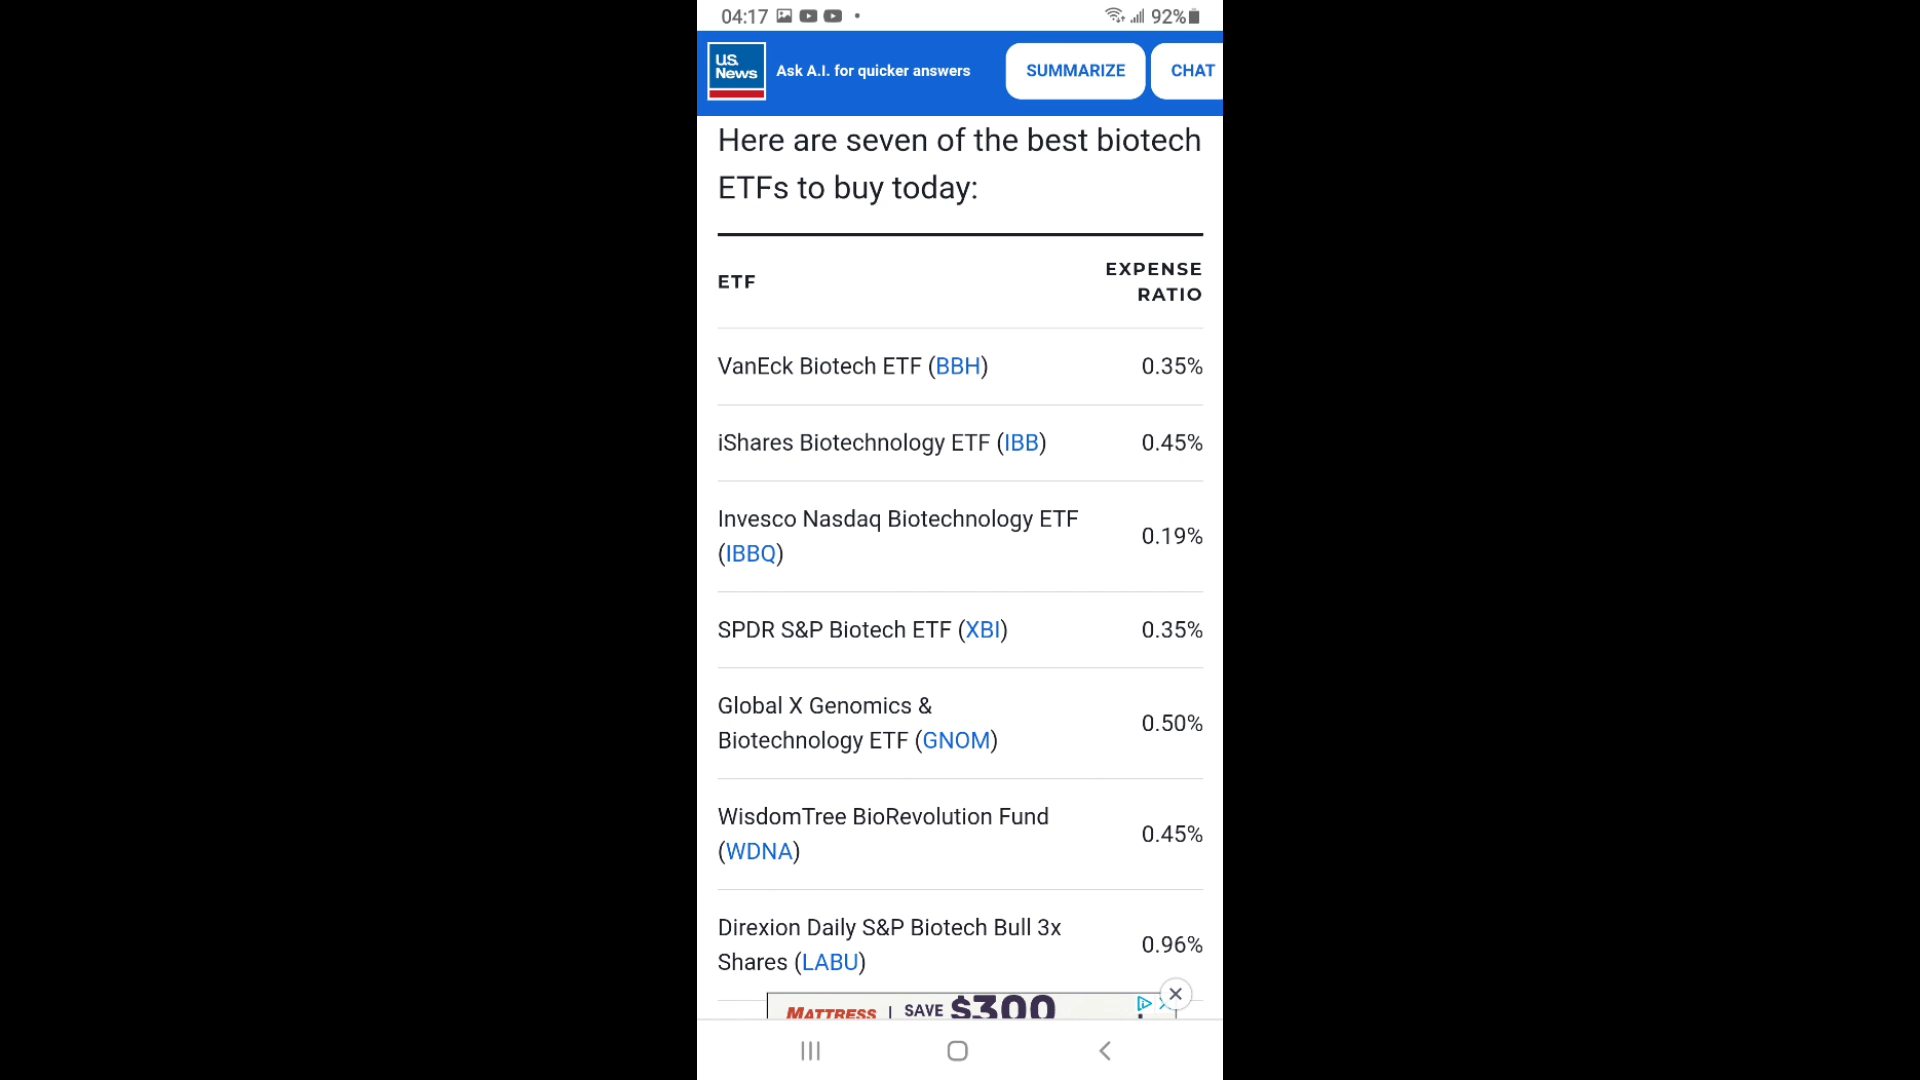 04:17
92%
U.S. News
Ask A.I. for quicker answers
SUMMARIZE
CHAT
Here are seven of the best biotech
ETFs to buy today:
ETF
EXPENSE
RATIO
VanEck Biotech ETF (BBH)
0.35%
iShares Biotechnology ETF (IBB)
0.45%
Invesco Nasdaq Biotechnology ETF
(IBBQ)
0.19%
SPDR S&P Biotech ETF (XBI)
0.35%
Global X Genomics &
Biotechnology ETF (GNOM)
0.50%
WisdomTree BioRevolution Fund
(WDNA)
0.45%
Direxion Daily S&P Biotech Bull 3x
Shares (LABU)
0.96%
MATTRESS | SAVE $300